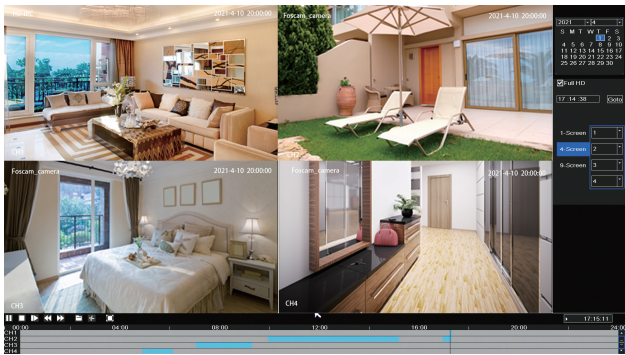 2021-4-10 20:00:00
CH1
Foscam_camera 2021-4-10 20:00:00
CH2
Foscam_camera 2021-4-10 20:00:00
CH3
Foscam_camera 2021-4-10 20:00:00
CH4
2021 4
S M T W T F S
1 2 3
4 5 6 7 8 9 10
11 12 13 14 15 16 17
18 19 20 21 22 23 24
25 26 27 28 29 30
Full HD
17 14 38 Goto
1-Screen 1
4-Screen 2
9-Screen 3
4
17:15:11
00:00 04:00 08:00 12:00 16:00 20:00 24:00
CH1
CH2
CH3
CH4